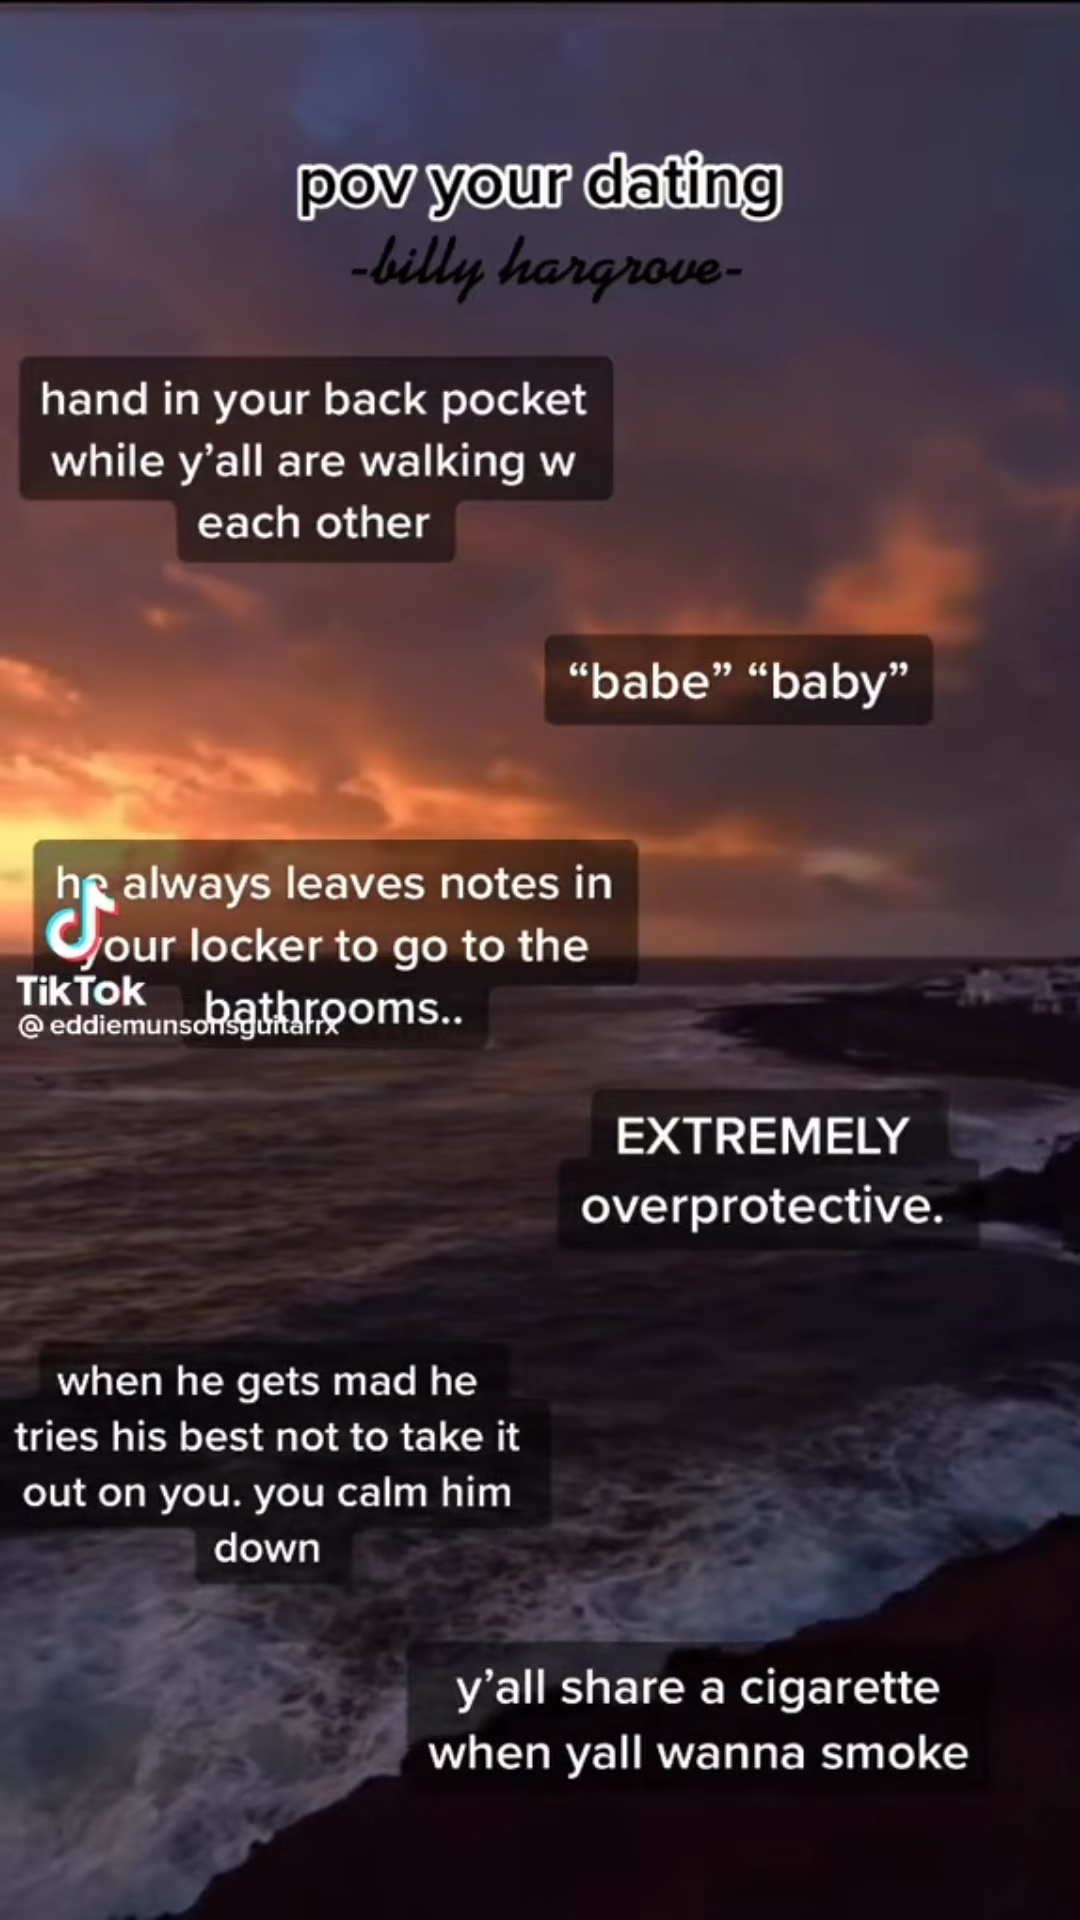 pov your dating
-billy hargrove-
hand in your back pocket
while y’all are walking w
each other
“babe” “baby”
he always leaves notes in
your locker to go to the
bathrooms..
TikTok
@eddiemunsonsguitarrx
EXTREMELY
overprotective.
when he gets mad he
tries his best not to take it
out on you. you calm him
down
y’all share a cigarette
when yall wanna smoke